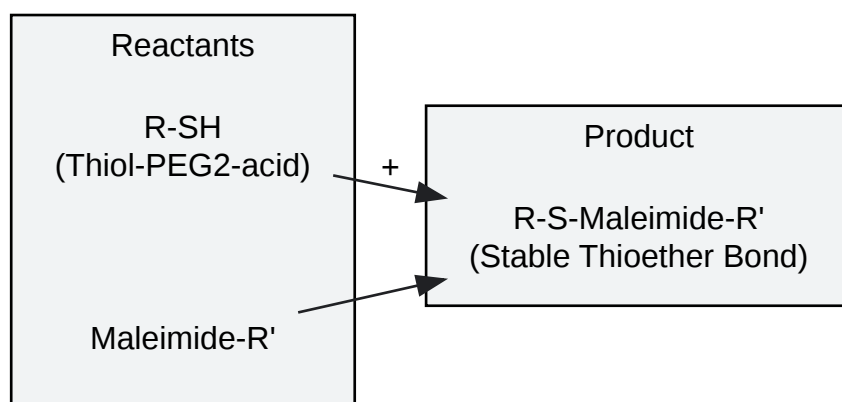 Reactants
R-SH
(Thiol-PEG2-acid)
Maleimide-R'
+
Product
R-S-Maleimide-R'
(Stable Thioether Bond)